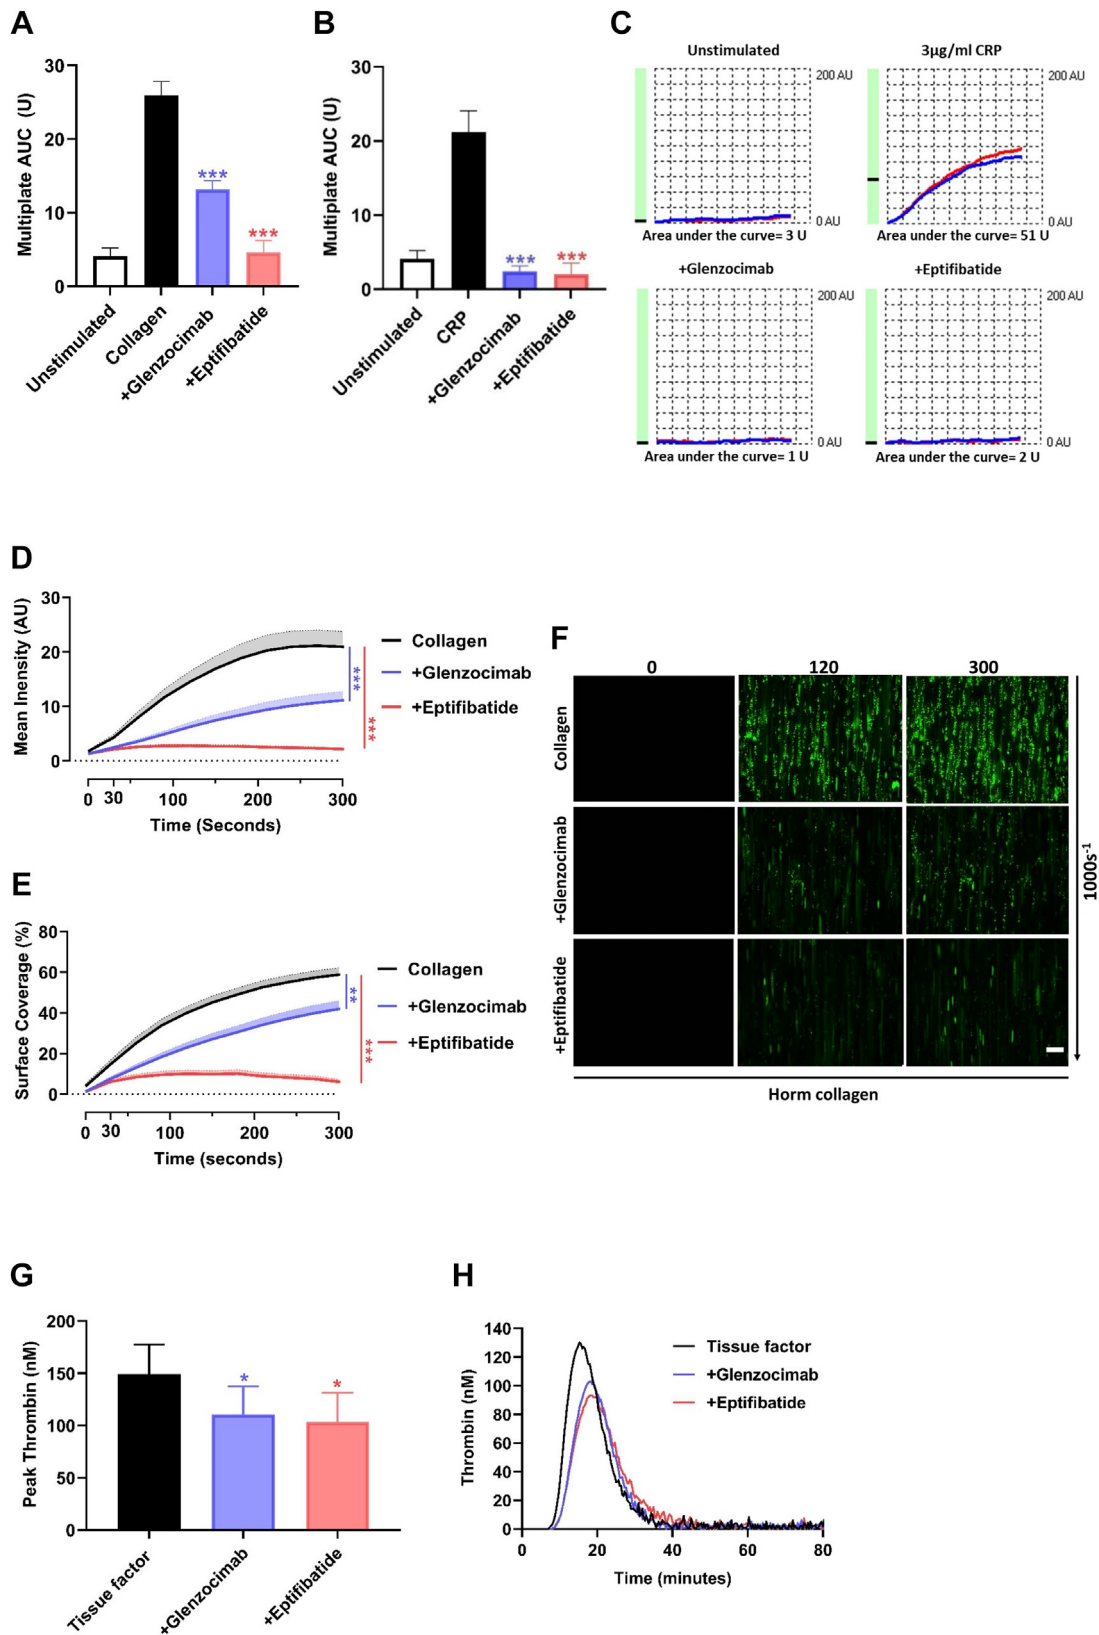 A
B
C
Multiplate AUC (U)
30
20
10
0
***
***
Unstimulated
Collagen
+Glenzocimab
+Eptifibatide
Multiplate AUC (U)
30
20
10
0
***
***
Unstimulated
CRP
+Glenzocimab
+Eptifibatide
Unstimulated
200 AU
0 AU
Area under the curve= 3 U
3µg/ml CRP
200 AU
0 AU
Area under the curve= 51 U
+Glenzocimab
200 AU
0 AU
Area under the curve= 1 U
+Eptifibatide
200 AU
0 AU
Area under the curve= 2 U
D
Mean Inensity (AU)
30
20
10
0
0 30 100 200 300
Time (Seconds)
Collagen
+Glenzocimab
+Eptifibatide
***
***
E
Surface Coverage (%)
80
60
40
20
0
0 30 100 200 300
Time (seconds)
Collagen
+Glenzocimab
+Eptifibatide
**
***
F
0 120 300
Collagen
+Glenzocimab
+Eptifibatide
1000s-1
Horm collagen
G
Peak Thrombin (nM)
200
150
100
50
0
*
*
Tissue factor
+Glenzocimab
+Eptifibatide
H
Thrombin (nM)
140
120
100
80
60
40
20
0
0 20 40 60 80
Time (minutes)
Tissue factor
+Glenzocimab
+Eptifibatide